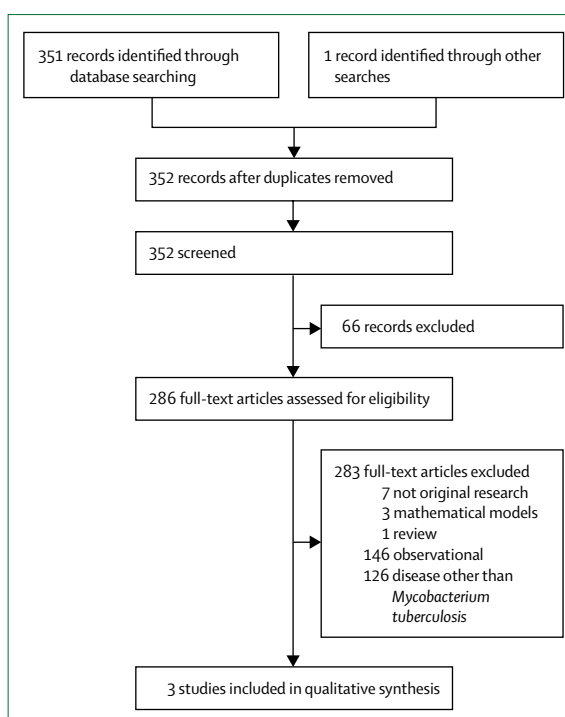 351 records identified through
database searching
1 record identified through other
searches
352 records after duplicates removed
352 screened
66 records excluded
286 full-text articles assessed for eligibility
283 full-text articles excluded
7 not original research
3 mathematical models
1 review
146 observational
126 disease other than
Mycobacterium
tuberculosis
3 studies included in qualitative synthesis